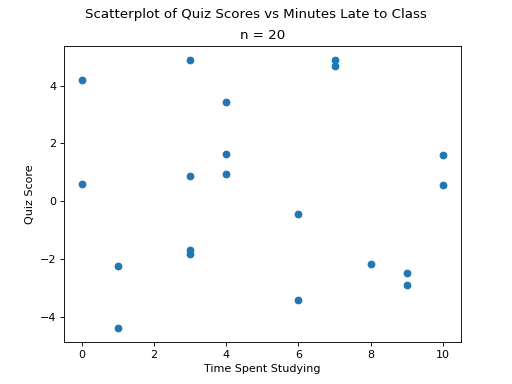 Scatterplot of Quiz Scores vs Minutes Late to Class
n = 20
4
2
0
−2
−4
Quiz Score
0 2 4 6 8 10
Time Spent Studying